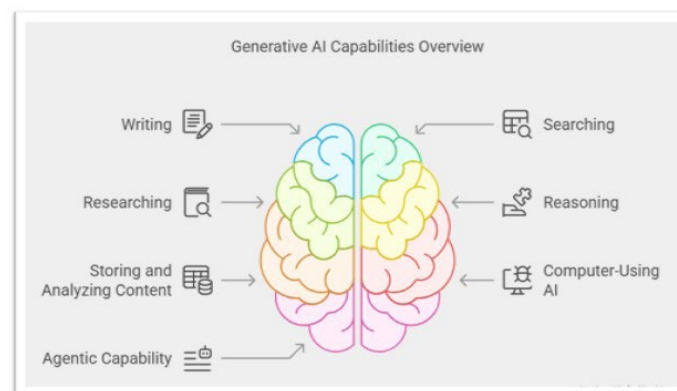 Generative AI Capabilities Overview
Writing
Searching
Researching
Reasoning
Storing and
Analyzing Content
Computer-Using
AI
Agentic Capability